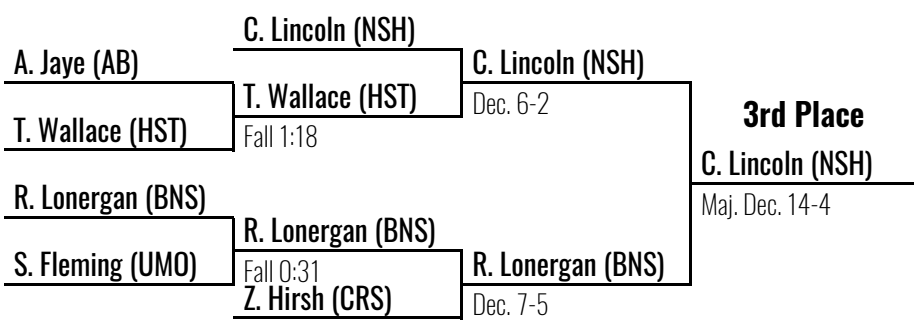 C. Lincoln (NSH)
A. Jaye (AB)
C. Lincoln (NSH)
T. Wallace (HST)
Dec. 6-2
3rd Place
T. Wallace (HST)
Fall 1:18
C. Lincoln (NSH)
R. Lonergan (BNS)
Maj. Dec. 14-4
R. Lonergan (BNS)
S. Fleming (UMO)
Fall 0:31
R. Lonergan (BNS)
Z. Hirsh (CRS)
Dec. 7-5